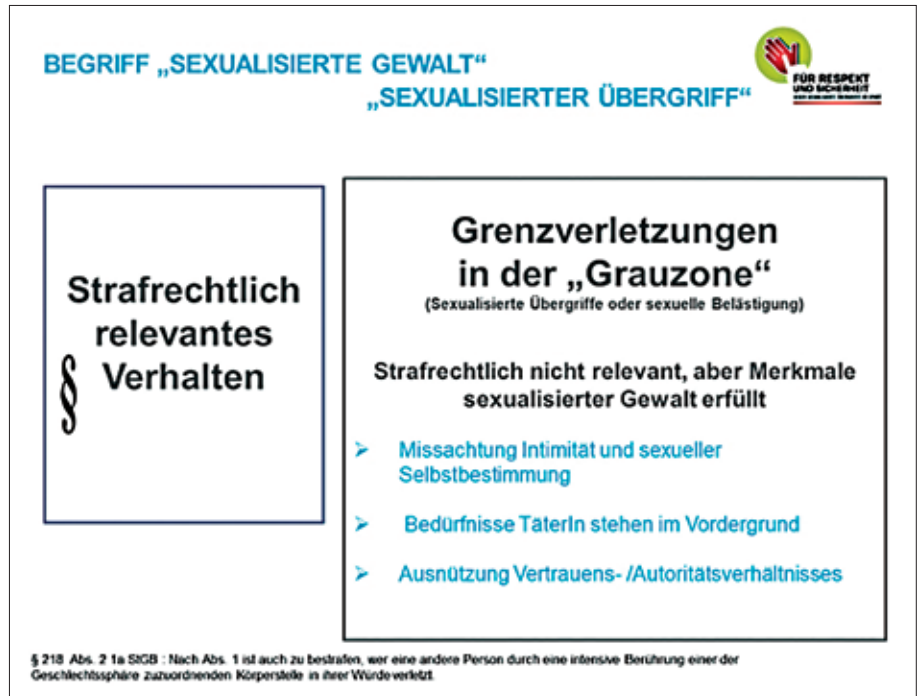 BEGRIFF „SEXUALISIERTE GEWALT“
„SEXUALISIERTER ÜBERGRIFF“
FÜR RESPEKT
UND SICHERHEIT
Strafrechtlich
relevantes
§ Verhalten
Grenzverletzungen
in der „Grauzone“
(Sexualisierte Übergriffe oder sexuelle Belästigung)
Strafrechtlich nicht relevant, aber Merkmale
sexualisierter Gewalt erfüllt
➢ Missachtung Intimität und sexueller
Selbstbestimmung
➢ Bedürfnisse TäterIn stehen im Vordergrund
➢ Ausnützung Vertrauens- /Autoritätsverhältnisses
§ 218 Abs. 2 1a StGB : Nach Abs. 1 ist auch zu bestrafen, wer eine andere Person durch eine intensive Berührung einer der
Geschlechtssphäre zuzuordnenden Körperstelle in ihrer Würde verletzt.